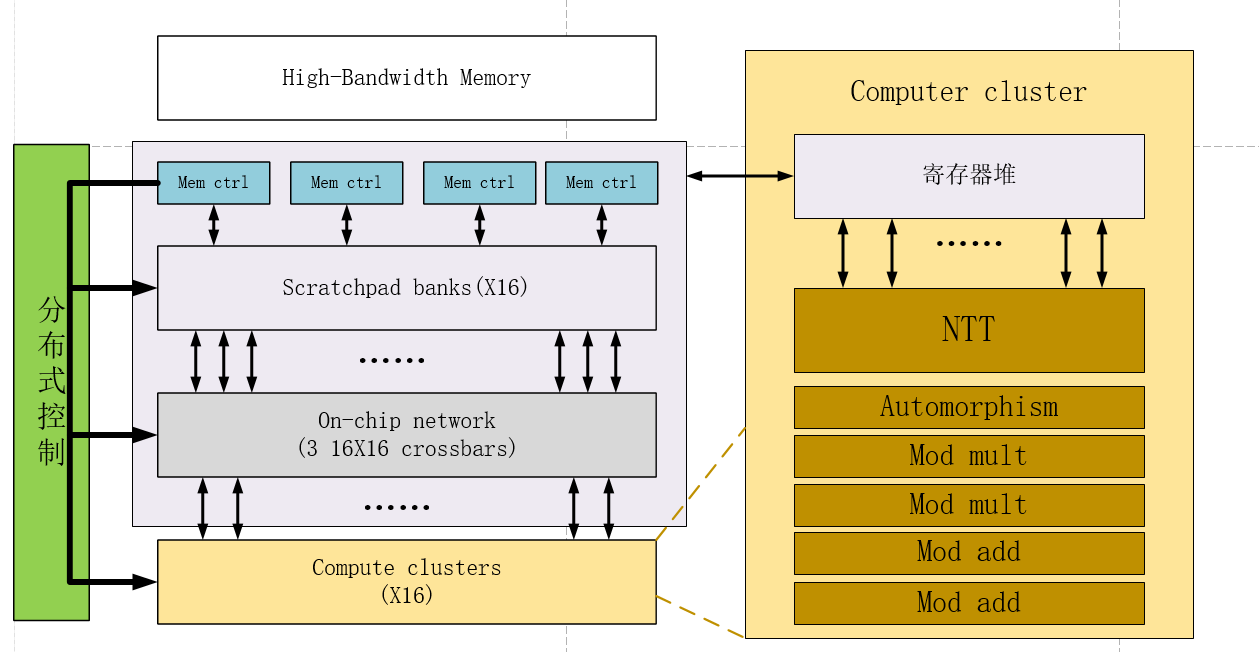 High-Bandwidth Memory
Mem ctrl
Mem ctrl
Mem ctrl
Mem ctrl
Scratchpad banks(X16)
······
On-chip network
(3 16X16 crossbars)
······
Compute clusters
(X16)
分布式控制
Computer cluster
寄存器堆
······
NTT
Automorphism
Mod mult
Mod mult
Mod add
Mod add